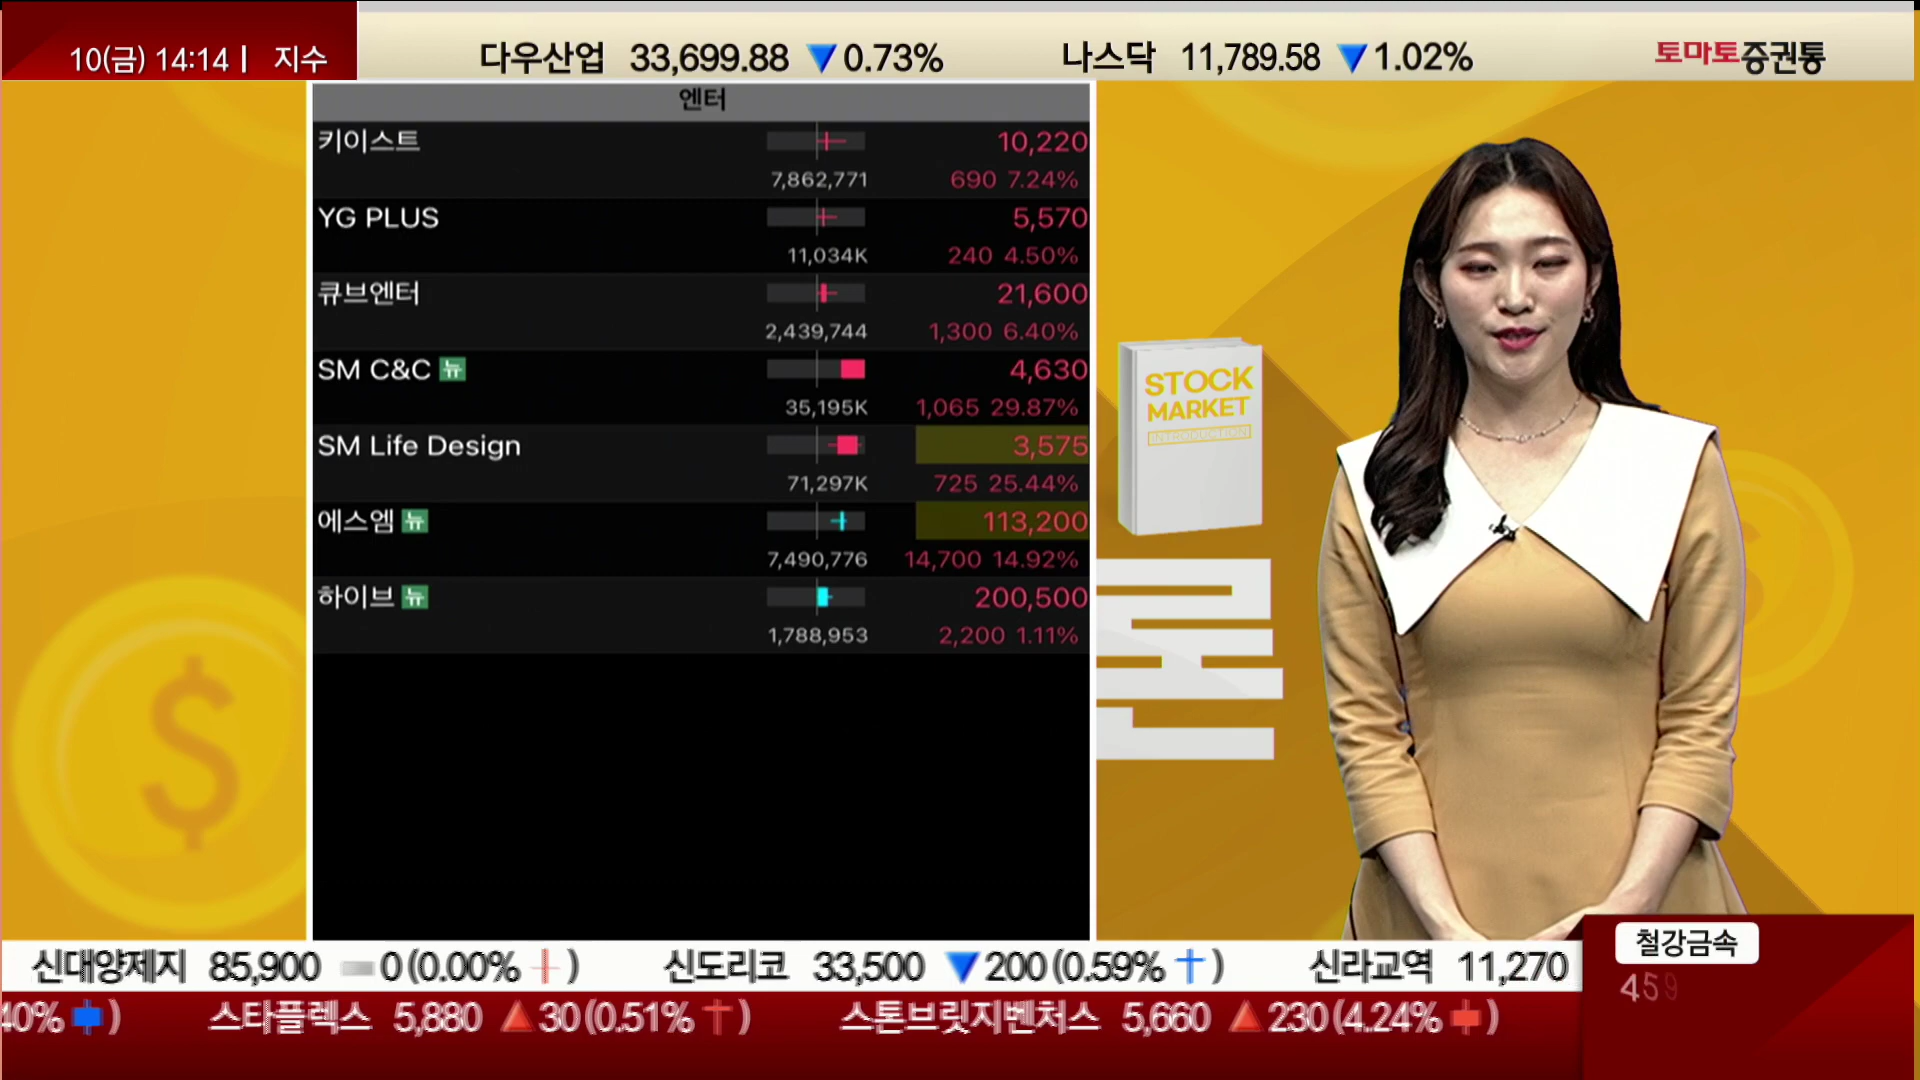 10(금) 14:14 | 지수 다우산업 33,699.88 ▼0.73% 나스닥 11,789.58 ▼1.02% 토마토증권통
엔터
키이스트 10,220
7,862,771 690 7.24%
YG PLUS 5,570
11,034K 240 4.50%
큐브엔터 21,600
2,439,744 1,300 6.40%
SM C&C 뉴 4,630
35,195K 1,065 29.87%
SM Life Design 3,575
71,297K 725 25.44%
에스엠 뉴 113,200
7,490,776 14,700 14.92%
하이브 뉴 200,500
1,788,953 2,200 1.11%
STOCK
MARKET
INTRODUCTION
신대양제지 85,900 0(0.00% ) 신도리코 33,500 ▼200(0.59% ) 신라교역 11,270
철강금속
459
40% ) 스타플렉스 5,880 ▲30(0.51% ) 스톤브릿지벤처스 5,660 ▲230(4.24% )